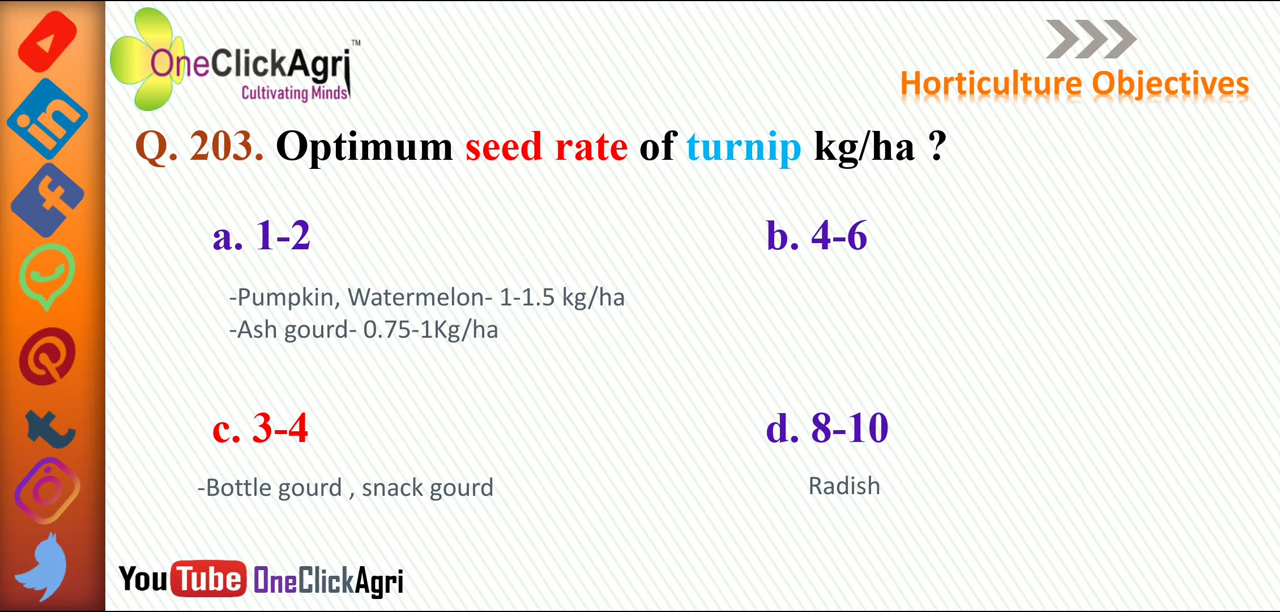 OneClickAgri™
Cultivating Minds
Horticulture Objectives
Q. 203. Optimum seed rate of turnip kg/ha ?
a. 1-2
b. 4-6
-Pumpkin, Watermelon- 1-1.5 kg/ha
-Ash gourd- 0.75-1Kg/ha
c. 3-4
d. 8-10
-Bottle gourd , snack gourd
Radish
YouTube OneClickAgri